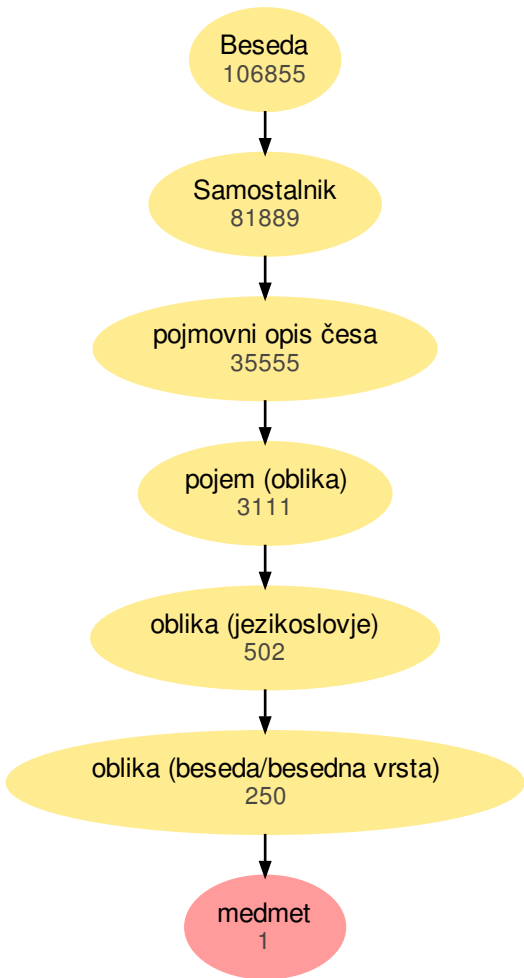 Beseda
106855
Samostalnik
81889
pojmovni opis česa
35555
pojem (oblika)
3111
oblika (jezikoslovje)
502
oblika (beseda/besedna vrsta)
250
medmet
1